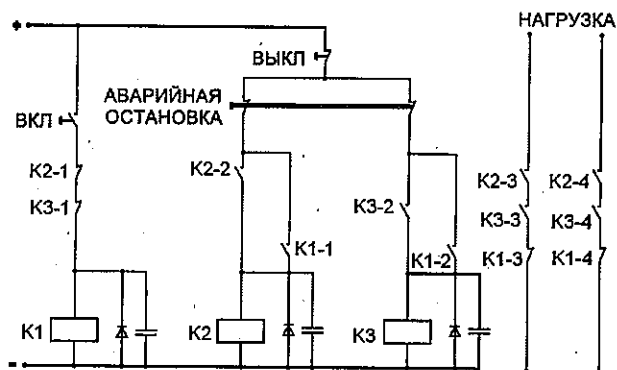 +
НАГРУЗКА
ВЫКЛ
АВАРИЙНАЯ
ОСТАНОВКА
ВКЛ
К2-1
К3-1
К2-2
К3-2
К1-1
К1-2
К2-3
К2-4
К3-3
К3-4
К1-3
К1-4
К1
К2
К3
-